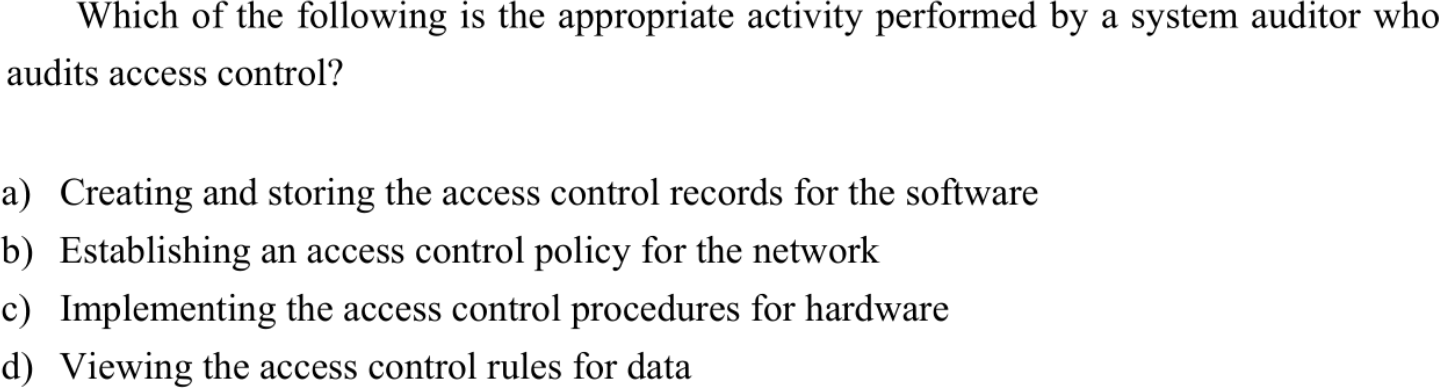 Which of the following is the appropriate activity performed by a system auditor who
audits access control?
a) Creating and storing the access control records for the software
b) Establishing an access control policy for the network
c) Implementing the access control procedures for hardware
d) Viewing the access control rules for data